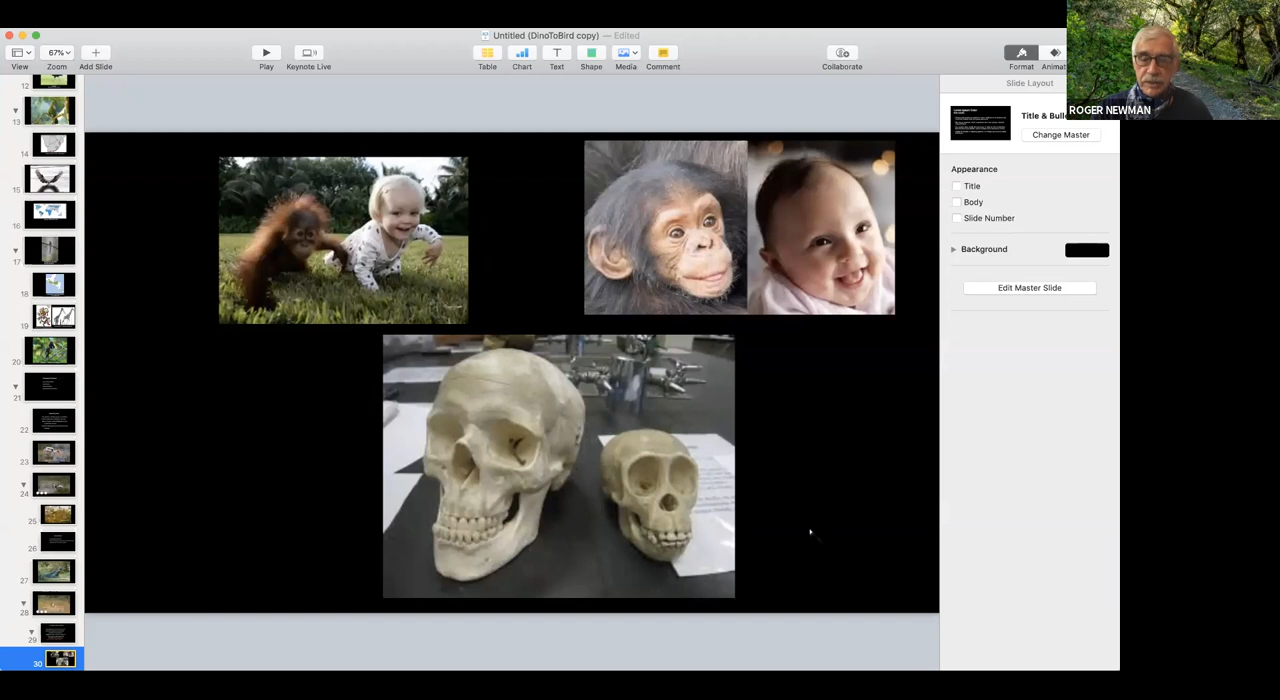 Untitled (DinoToBird copy) — Edited
67%
View Zoom Add Slide
Play Keynote Live
Table Chart Text Shape Media Comment
Collaborate
Format Animat
ROGER NEWMAN
Slide Layout
Title & Bulle
Change Master
Appearance
Title
Body
Slide Number
Background
Edit Master Slide
12
13
14
15
16
17
18
19
20
21
22
23
24
25
26
27
28
29
30